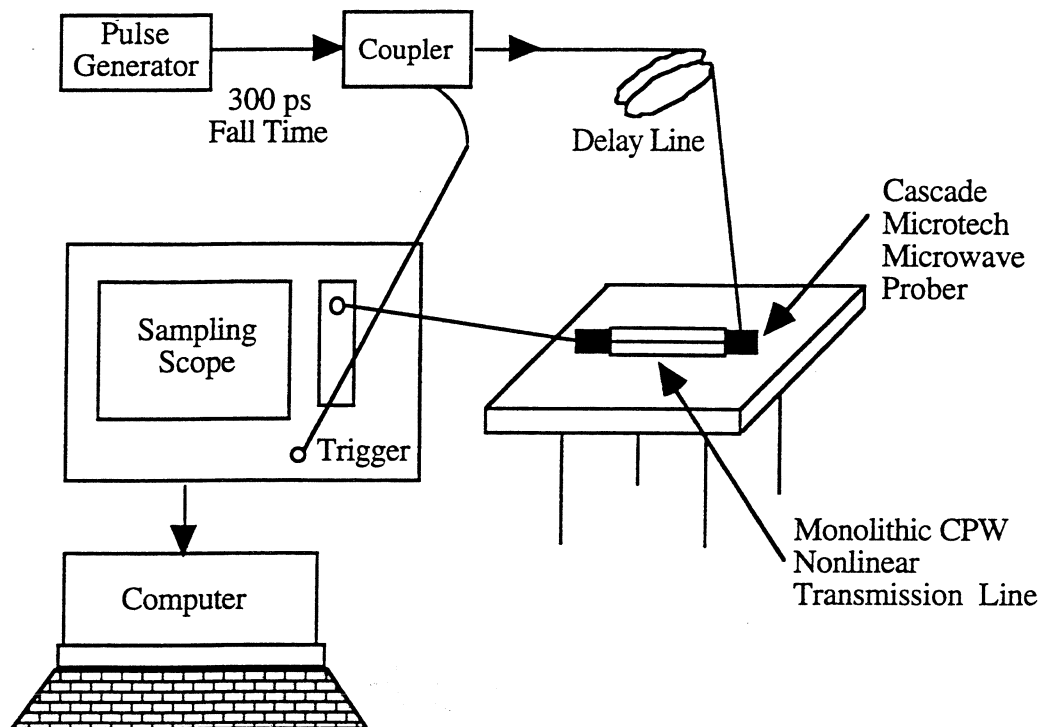 Pulse
Generator
Coupler
300 ps
Fall Time
Delay Line
Cascade
Microtech
Microwave
Prober
Sampling
Scope
Trigger
Monolithic CPW
Nonlinear
Transmission Line
Computer